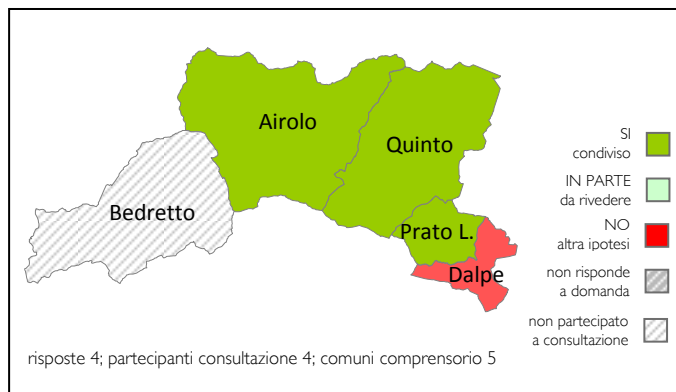 Airolo
Quinto
Bedretto
Prato L.
Dalpe
SI
condiviso
IN PARTE
da rivedere
NO
altra ipotesi
non risponde
a domanda
non partecipato
a consultazione
risposte 4; partecipanti consultazione 4; comuni comprensorio 5